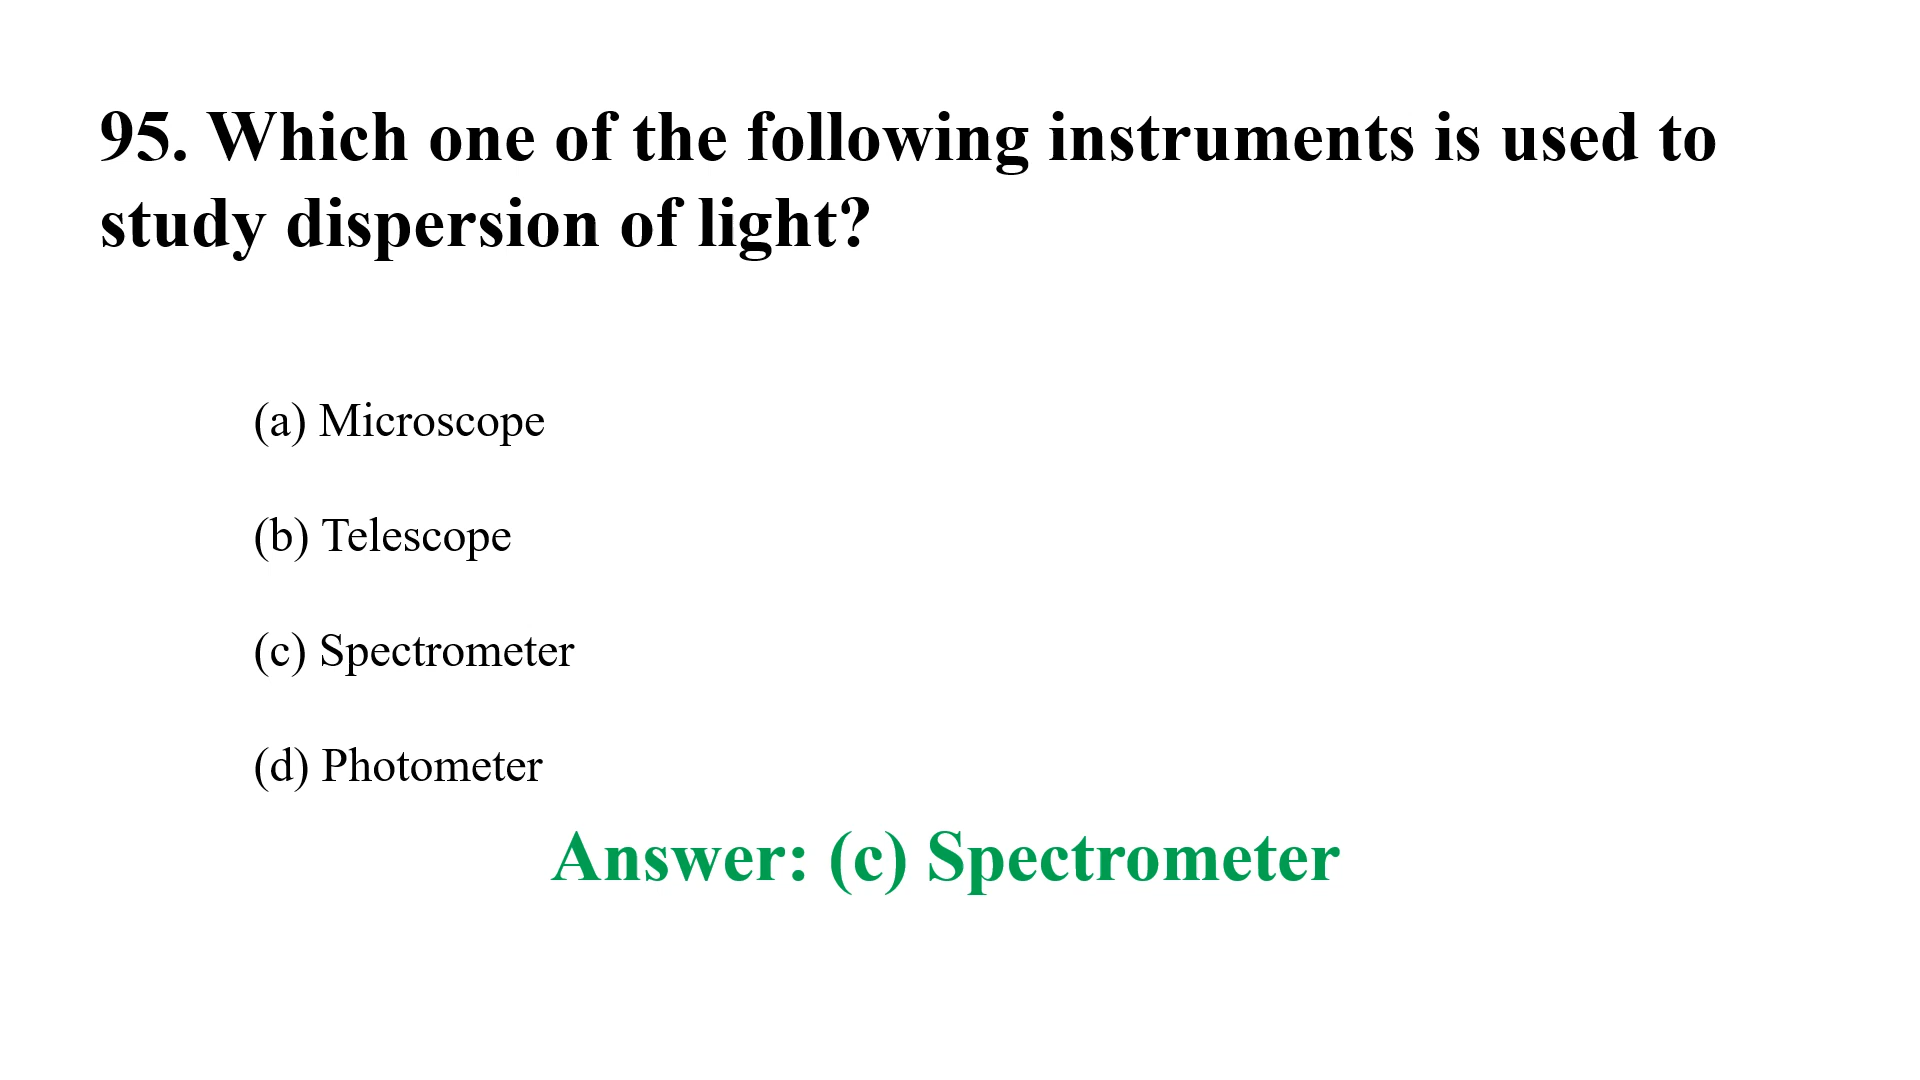 95. Which one of the following instruments is used to
study dispersion of light?
(a) Microscope
(b) Telescope
(c) Spectrometer
(d) Photometer
Answer: (c) Spectrometer